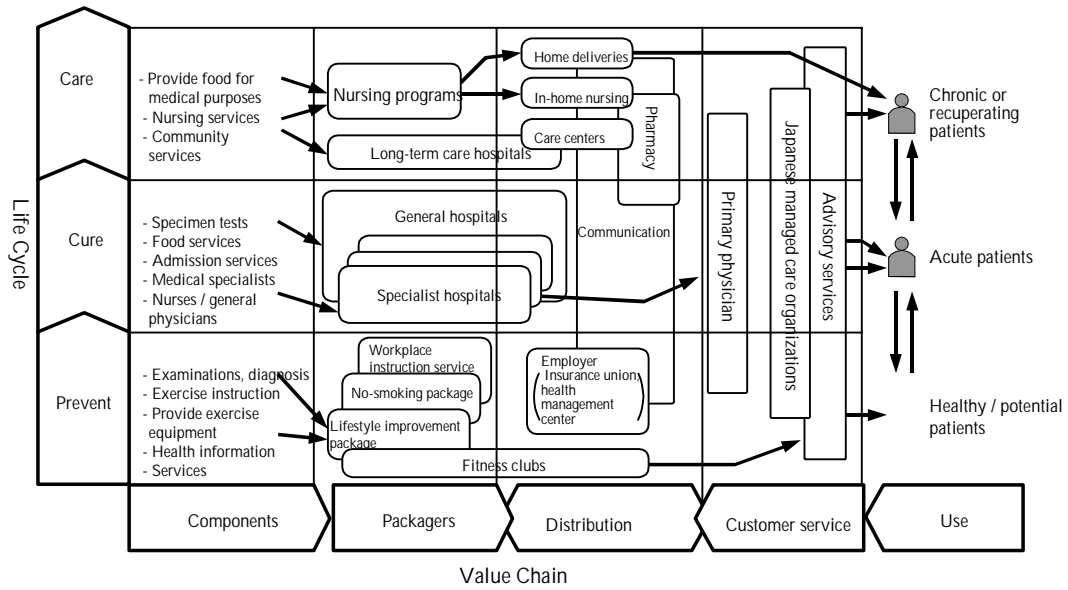 Life Cycle
Care
- Provide food for
medical purposes
- Nursing services
- Community
services
Nursing programs
Long-term care hospitals
Home deliveries
In-home nursing
Care centers
Pharmacy
Chronic or
recuperating
patients
Cure
- Specimen tests
- Food services
- Admission services
- Medical specialists
- Nurses / general
physicians
General hospitals
Specialist hospitals
Communication
Primary physician
Japanese managed care organizations
Advisory services
Acute patients
Prevent
- Examinations, diagnosis
- Exercise instruction
- Provide exercise
equipment
- Health information
- Services
Workplace
instruction service
No-smoking package
Lifestyle improvement
package
Fitness clubs
Employer
(Insurance union,
health
management
center)
Healthy / potential
patients
Components
Packagers
Distribution
Customer service
Use
Value Chain